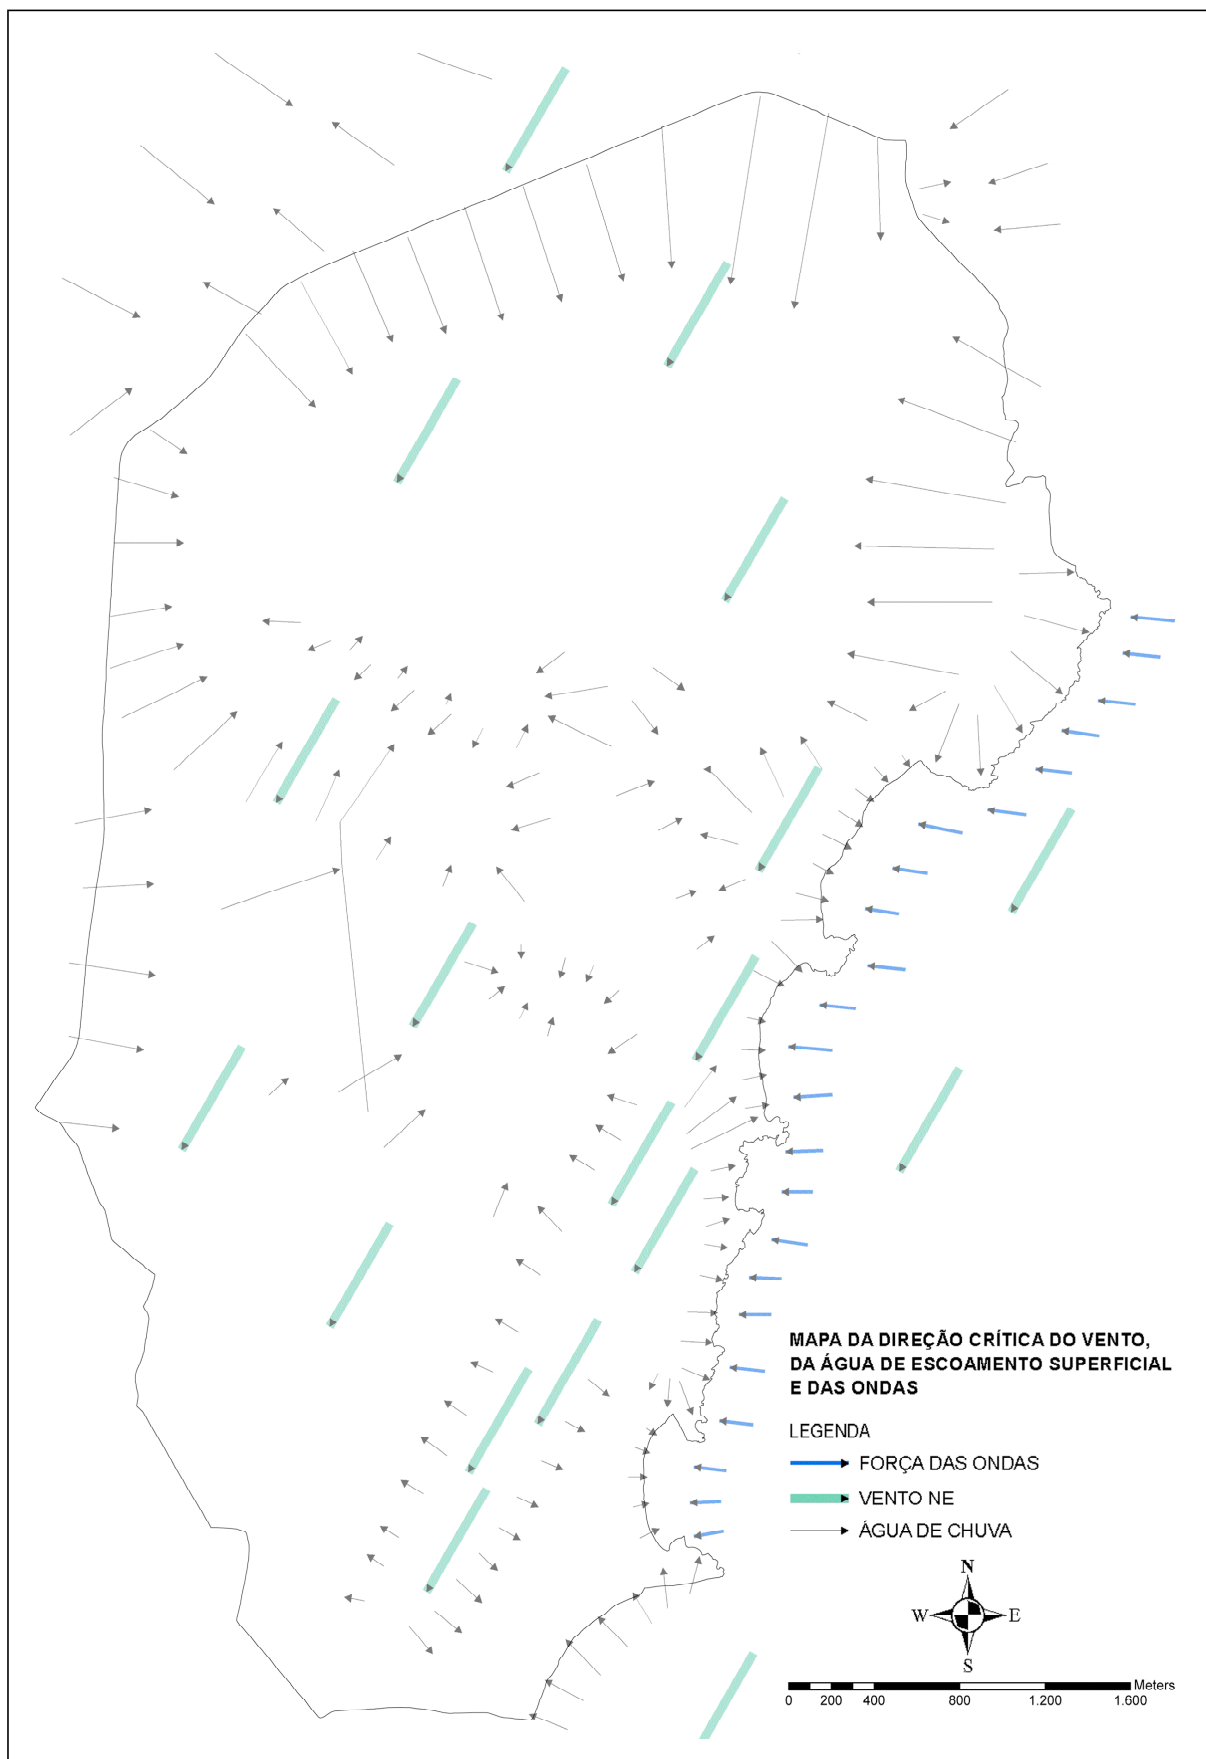 MAPA DA DIREÇÃO CRÍTICA DO VENTO,
DA ÁGUA DE ESCOAMENTO SUPERFICIAL
E DAS ONDAS
LEGENDA
FORÇA DAS ONDAS
VENTO NE
ÁGUA DE CHUVA
N
W E
S
Meters
0 200 400 800 1.200 1.600